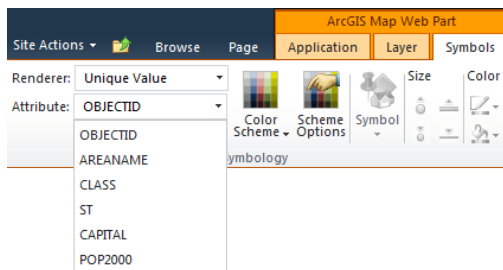 ArcGIS Map Web Part
Site Actions Browse Page Application Layer Symbols
Renderer: Unique Value
Attribute: OBJECTID
Color Scheme
Scheme Options
Symbol
Size
Color
ymbology
OBJECTID
AREANAME
CLASS
ST
CAPITAL
POP2000